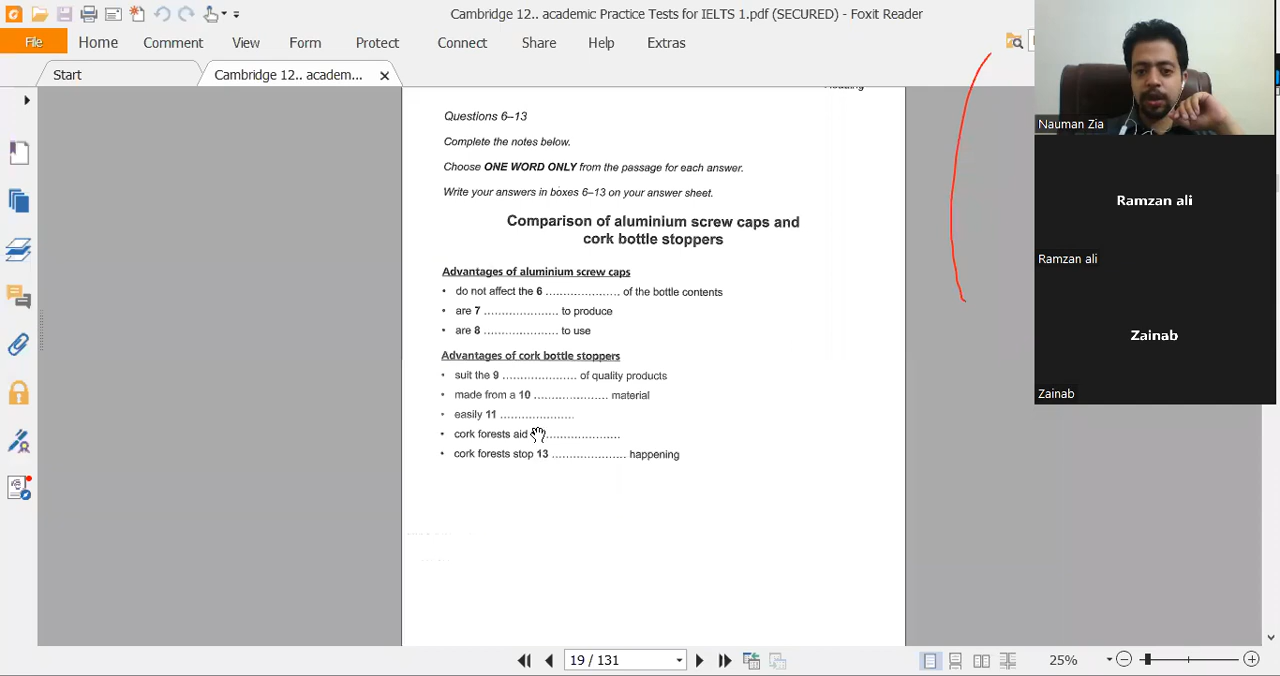 Cambridge 12.. academic Practice Tests for IELTS 1.pdf (SECURED) - Foxit Reader
File Home Comment View Form Protect Connect Share Help Extras
Start Cambridge 12.. academ...
Reading
Questions 6–13
Complete the notes below.
Choose ONE WORD ONLY from the passage for each answer.
Write your answers in boxes 6–13 on your answer sheet.
Comparison of aluminium screw caps and
cork bottle stoppers
Advantages of aluminium screw caps
• do not affect the 6 ..................... of the bottle contents
• are 7 ..................... to produce
• are 8 ..................... to use
Advantages of cork bottle stoppers
• suit the 9 ..................... of quality products
• made from a 10 ..................... material
• easily 11 .....................
• cork forests aid .....................
• cork forests stop 13 ..................... happening
19 / 131
25%
Nauman Zia
Ramzan ali
Ramzan ali
Zainab
Zainab